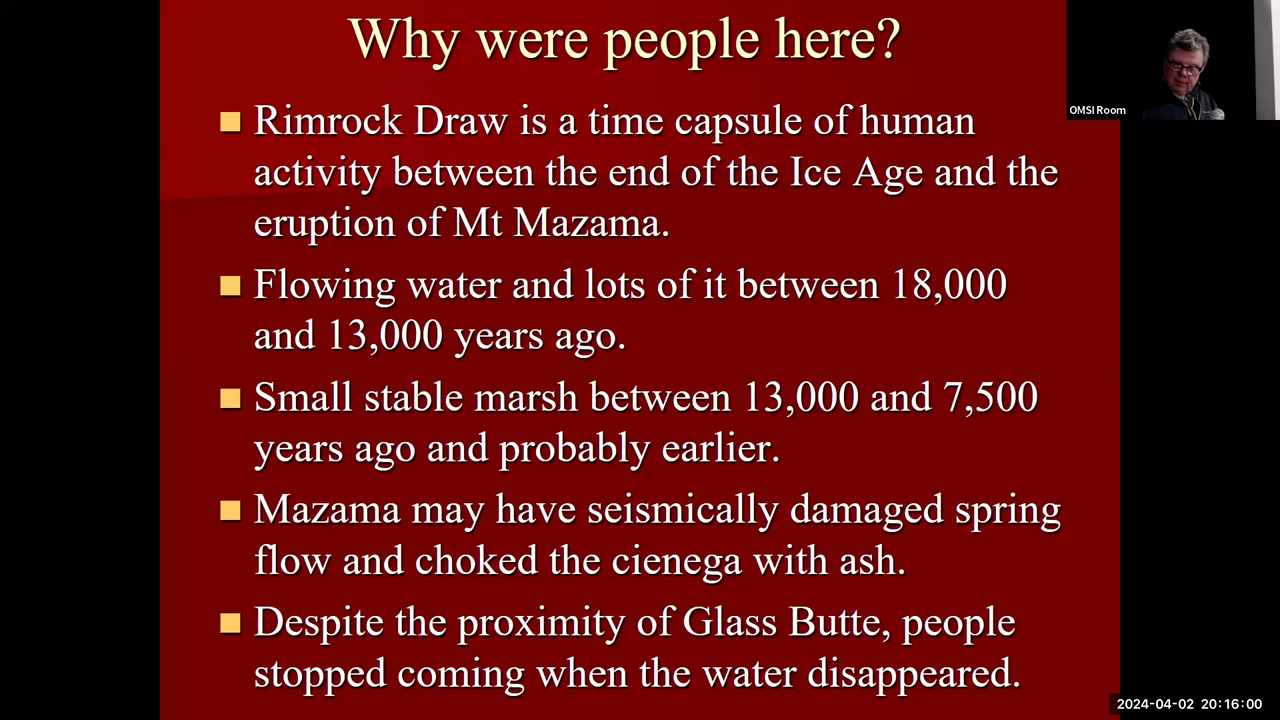 Why were people here?
OMSI Room
Rimrock Draw is a time capsule of human
activity between the end of the Ice Age and the
eruption of Mt Mazama.
Flowing water and lots of it between 18,000
and 13,000 years ago.
Small stable marsh between 13,000 and 7,500
years ago and probably earlier.
Mazama may have seismically damaged spring
flow and choked the cienega with ash.
Despite the proximity of Glass Butte, people
stopped coming when the water disappeared.
2024-04-02 20:16:00